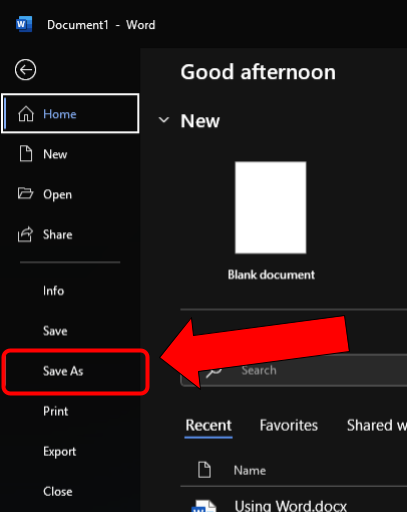 Document1 - Word
Good afternoon
Home
New
New
Open
Blank document
Share
Info
Save
Save As
Search
Print
Recent Favorites Shared w
Export
Name
Close
Using Word.docx